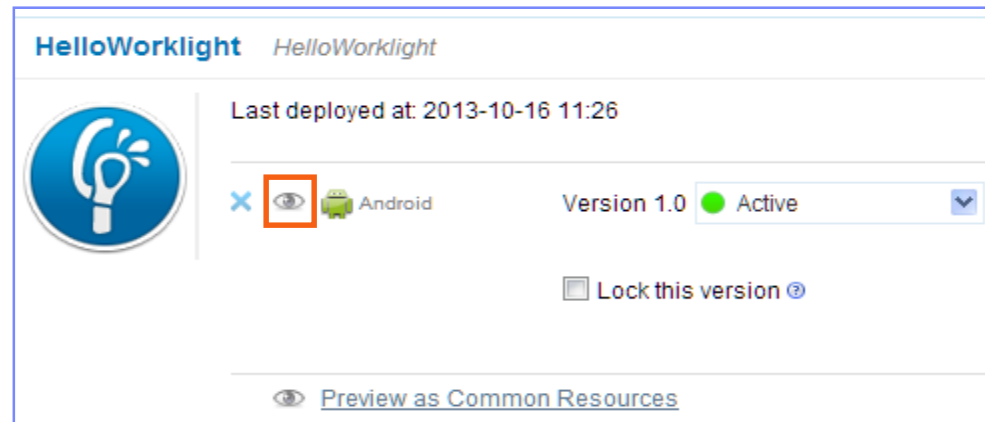 HelloWorklight HelloWorklight
Last deployed at: 2013-10-16 11:26
Android Version 1.0 Active
Lock this version ?
Preview as Common Resources